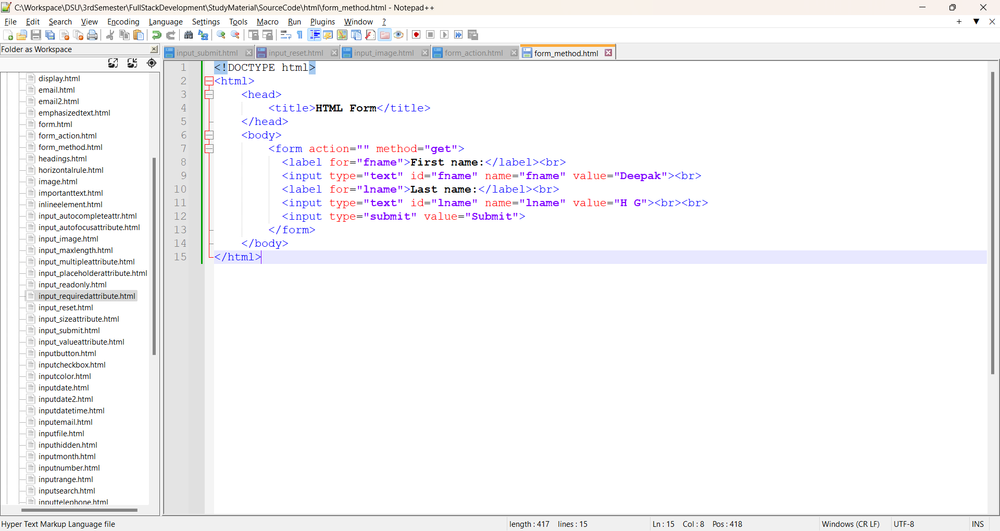 C:\Workspace\DSU\3rdSemester\FullStackDevelopment\StudyMaterial\SourceCode\html\form_method.html - Notepad++
File Edit Search View Encoding Language Settings Tools Macro Run Plugins Window ?
Folder as Workspace
input_submit.html input_reset.html input_image.html form_action.html form_method.html
display.html
email.html
email2.html
emphasizedtext.html
form.html
form_action.html
form_method.html
headings.html
horizontalrule.html
image.html
importanttext.html
inlineelement.html
input_autocompleteattr.html
input_autofocusattribute.html
input_image.html
input_maxlength.html
input_multipleattribute.html
input_placeholderattribute.html
input_readonly.html
input_requiredattribute.html
input_reset.html
input_sizeattribute.html
input_submit.html
input_valueattribute.html
inputbutton.html
inputcheckbox.html
inputcolor.html
inputdate.html
inputdate2.html
inputdatetime.html
inputemail.html
inputfile.html
inputhidden.html
inputmonth.html
inputnumber.html
inputrange.html
inputsearch.html
inputtelephone.html
1 <!DOCTYPE html>
2 <html>
3 <head>
4 <title>HTML Form</title>
5 </head>
6 <body>
7 <form action="" method="get">
8 <label for="fname">First name:</label><br>
9 <input type="text" id="fname" name="fname" value="Deepak"><br>
10 <label for="lname">Last name:</label><br>
11 <input type="text" id="lname" name="lname" value="H G"><br><br>
12 <input type="submit" value="Submit">
13 </form>
14 </body>
15 </html>
Hyper Text Markup Language file length : 417 lines : 15 Ln : 15 Col : 8 Pos : 418 Windows (CR LF) UTF-8 INS